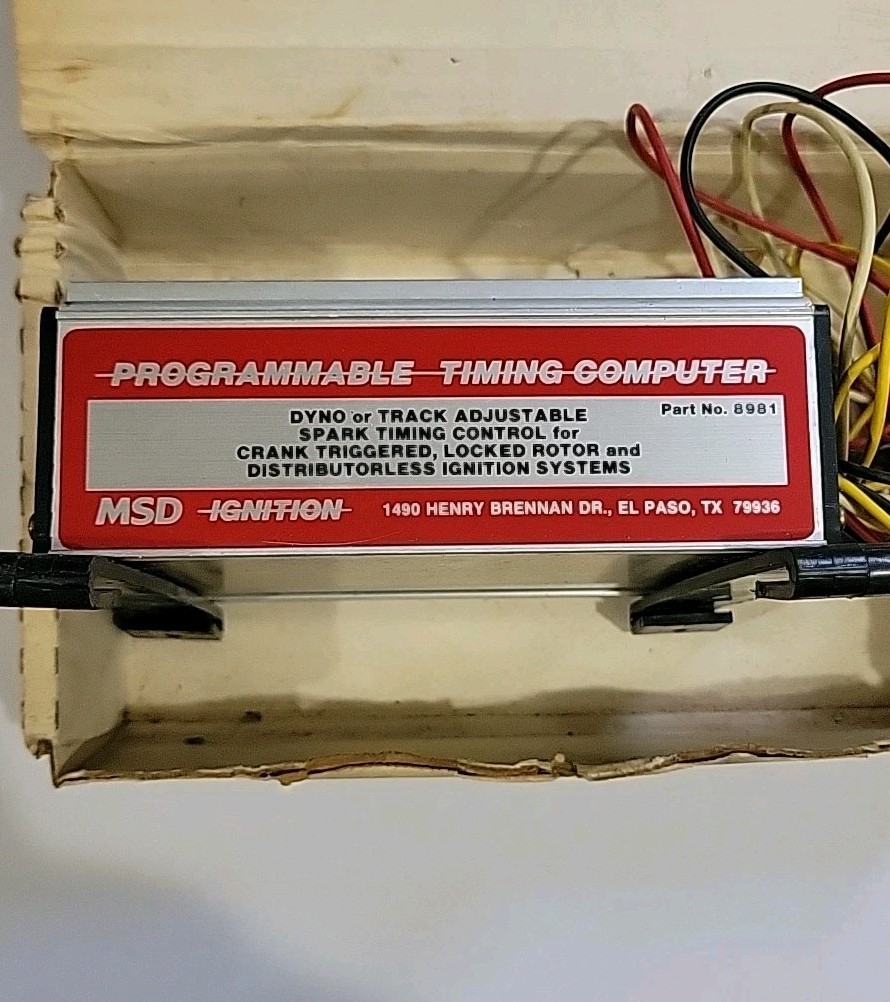 PROGRAMMABLE TIMING COMPUTER
Part No. 8981
DYNO or TRACK ADJUSTABLE
SPARK TIMING CONTROL for
CRANK TRIGGERED, LOCKED ROTOR and
DISTRIBUTORLESS IGNITION SYSTEMS
MSD IGNITION 1490 HENRY BRENNAN DR., EL PASO, TX 79936